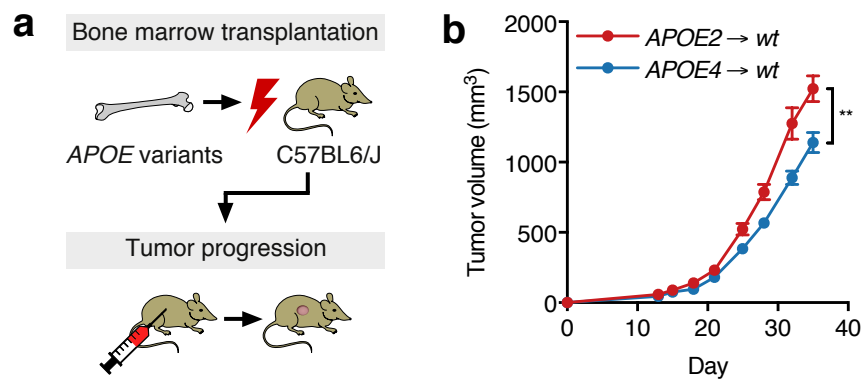 a
Bone marrow transplantation
APOE variants
C57BL6/J
Tumor progression
b
APOE2 → wt
APOE4 → wt
**
Tumor volume (mm³)
2000
1500
1000
500
0
0 10 20 30 40
Day